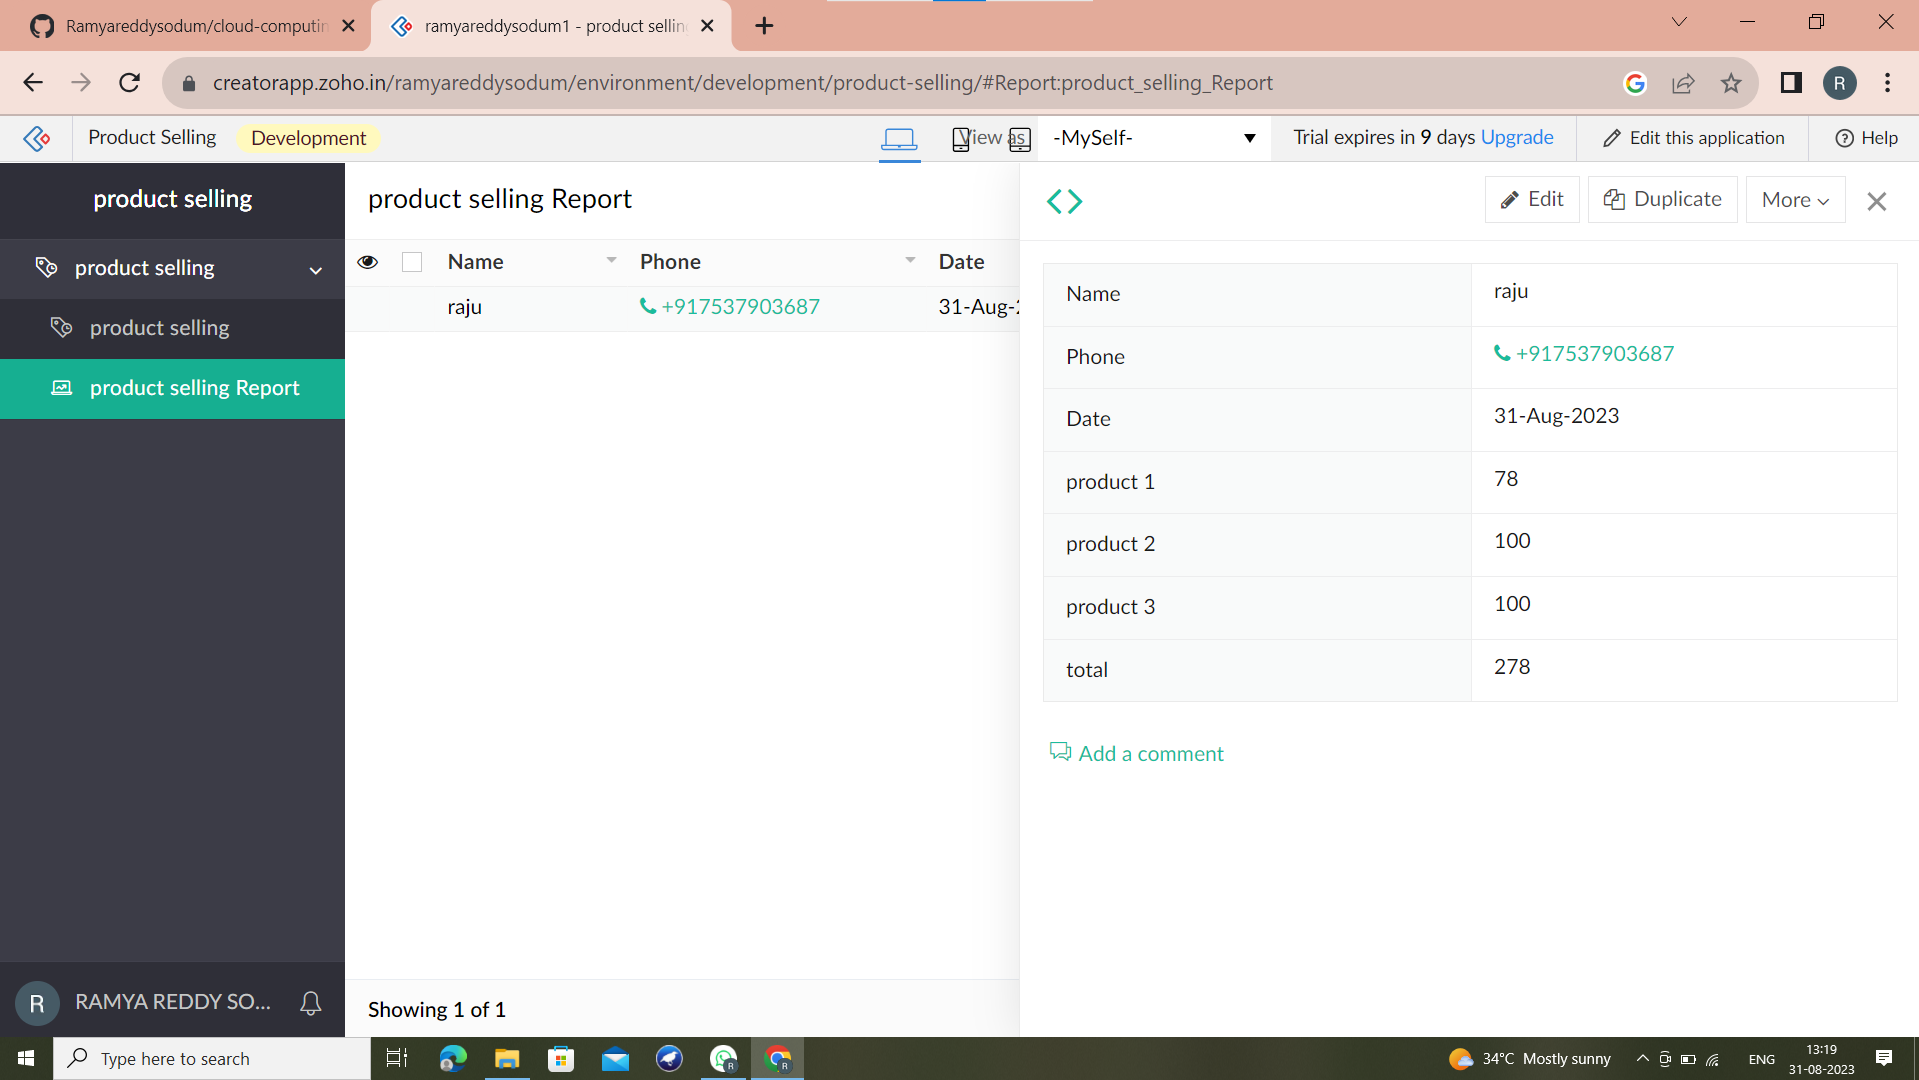 Ramyareddysodum/cloud-computin
ramyareddysodum1 - product sellin
creatorapp.zoho.in/ramyareddysodum/environment/development/product-selling/#Report:product_selling_Report
R
Product Selling
Development
View as
-MySelf-
Trial expires in 9 days Upgrade
Edit this application
Help
product selling
product selling
product selling
product selling Report
product selling Report
Name
Phone
Date
raju
+917537903687
31-Aug-2
Edit
Duplicate
More
Name
raju
Phone
+917537903687
Date
31-Aug-2023
product 1
78
product 2
100
product 3
100
total
278
Add a comment
R
RAMYA REDDY SO...
Showing 1 of 1
Type here to search
R
R
34°C Mostly sunny
ENG
13:19
31-08-2023